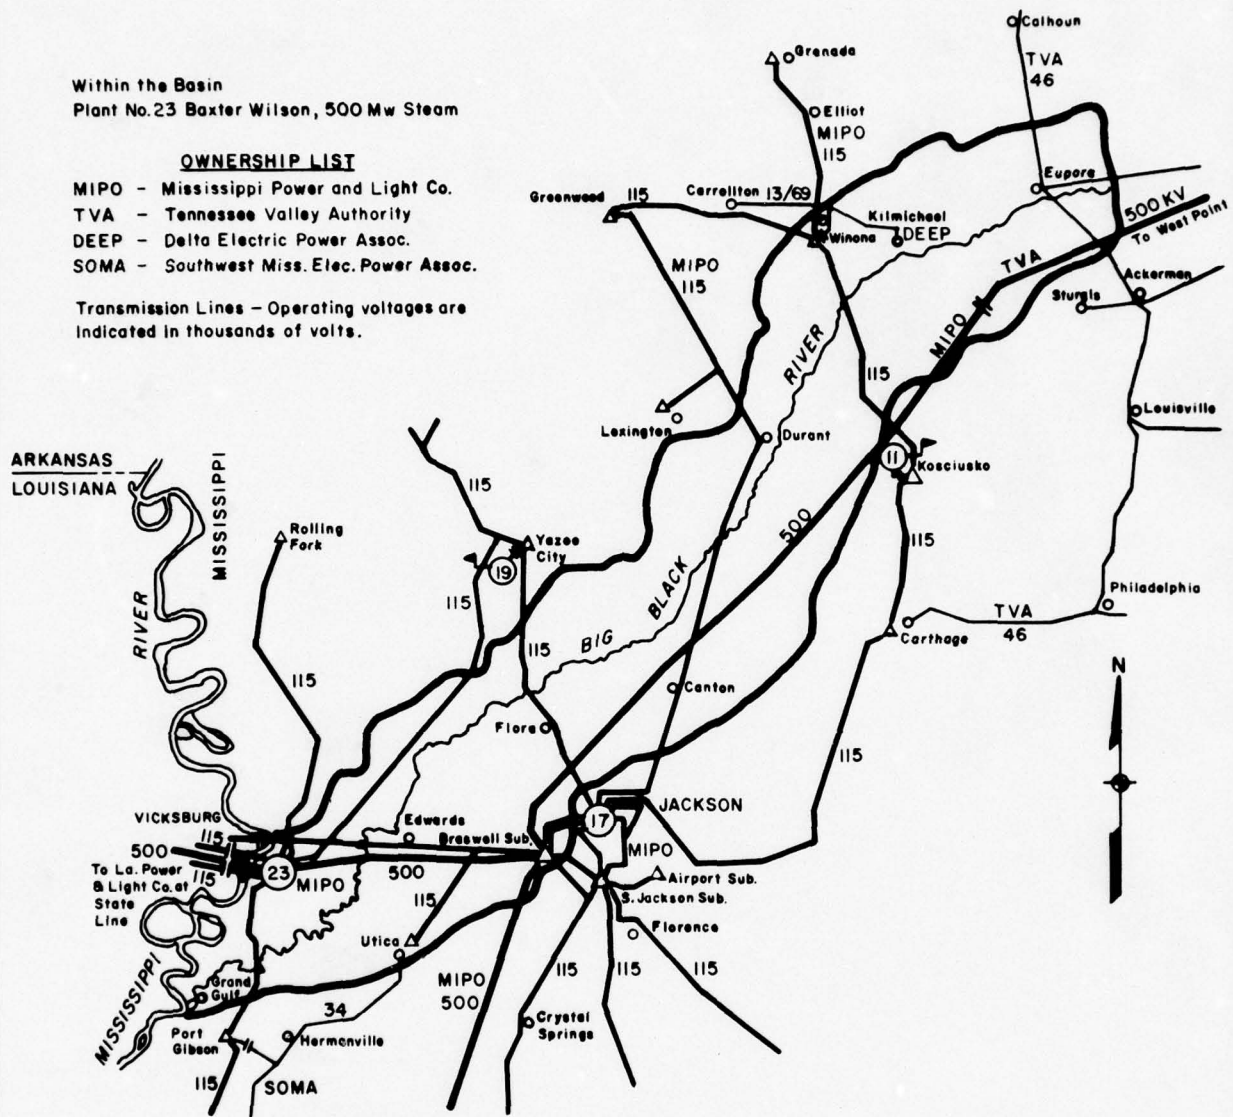 Within the Basin
Plant No. 23 Baxter Wilson, 500 Mw Steam
OWNERSHIP LIST
MIPO – Mississippi Power and Light Co.
TVA – Tennessee Valley Authority
DEEP – Delta Electric Power Assoc.
SOMA – Southwest Miss. Elec. Power Assoc.
Transmission Lines – Operating voltages are
indicated in thousands of volts.
Calhoun
TVA
46
Grenada
Elliot
MIPO
115
Greenwood
115
Carrollton
13/69
Kilmichael
DEEP
Winona
Eupora
500 KV
To West Point
TVA
MIPO
115
Ackerman
Sturgis
MIPO
RIVER
115
Louisville
Lexington
Durant
11
Kosciusko
ARKANSAS
LOUISIANA
MISSISSIPPI
115
Rolling
Fork
Yazoo
City
19
500
115
BLACK
115
Philadelphia
TVA
46
Carthage
RIVER
BIG
115
115
Canton
N
Flora
115
VICKSBURG
115
500
To La. Power
& Light Co. at
State
Line
115
23
MIPO
Edwards
Braswell Sub.
500
17
JACKSON
MIPO
Airport Sub.
S. Jackson Sub.
115
Utica
Florence
MISSISSIPPI
Grand
Gulf
34
MIPO
500
115
115
115
Port
Gibson
Hermanville
Crystal
Springs
115
SOMA